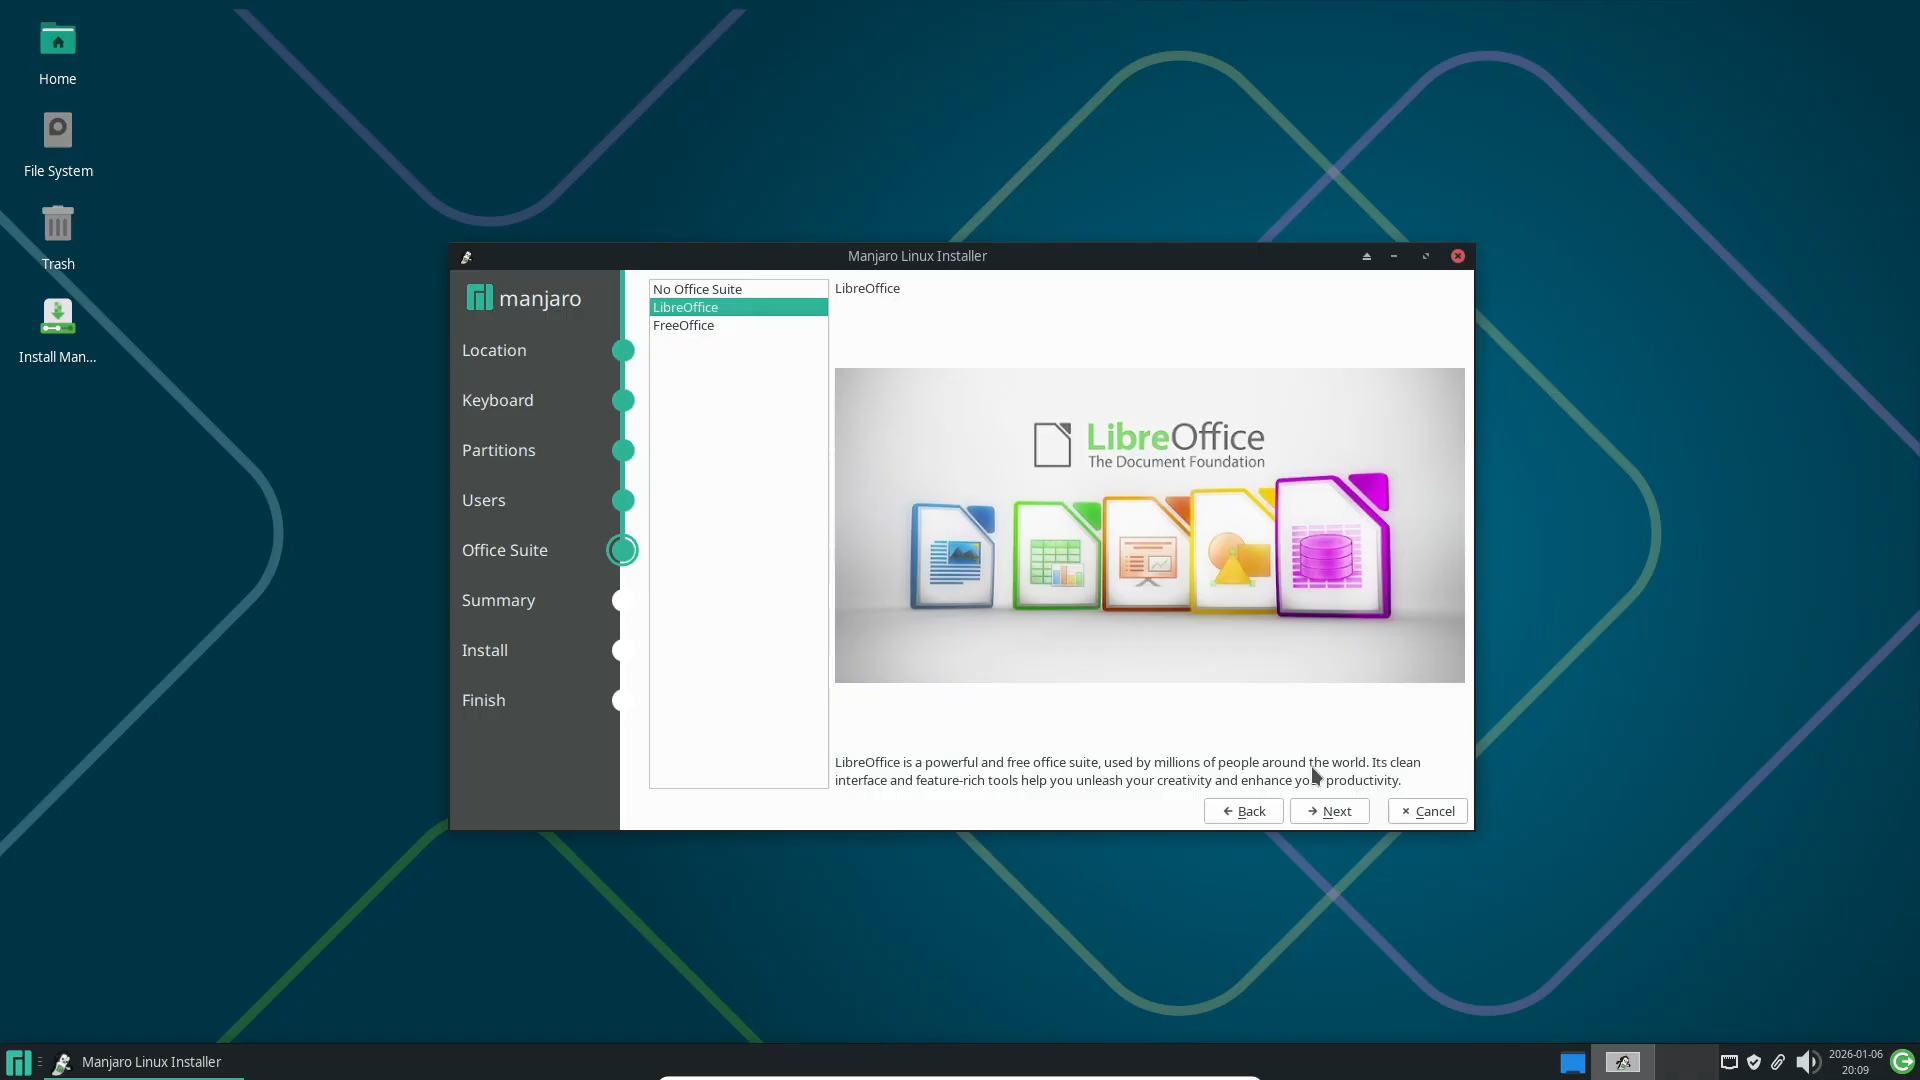 Home
File System
Trash
Install Man...
Manjaro Linux Installer
manjaro
Location
Keyboard
Partitions
Users
Office Suite
Summary
Install
Finish
No Office Suite
LibreOffice
FreeOffice
LibreOffice
LibreOffice
The Document Foundation
LibreOffice is a powerful and free office suite, used by millions of people around the world. Its clean
interface and feature-rich tools help you unleash your creativity and enhance your productivity.
Back
Next
Cancel
Manjaro Linux Installer
2026-01-06
20:09